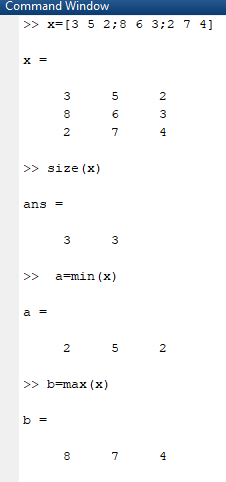 Command Window
>> x=[3 5 2;8 6 3;2 7 4]
x =
3 5 2
8 6 3
2 7 4
>> size(x)
ans =
3 3
>> a=min(x)
a =
2 5 2
>> b=max(x)
b =
8 7 4